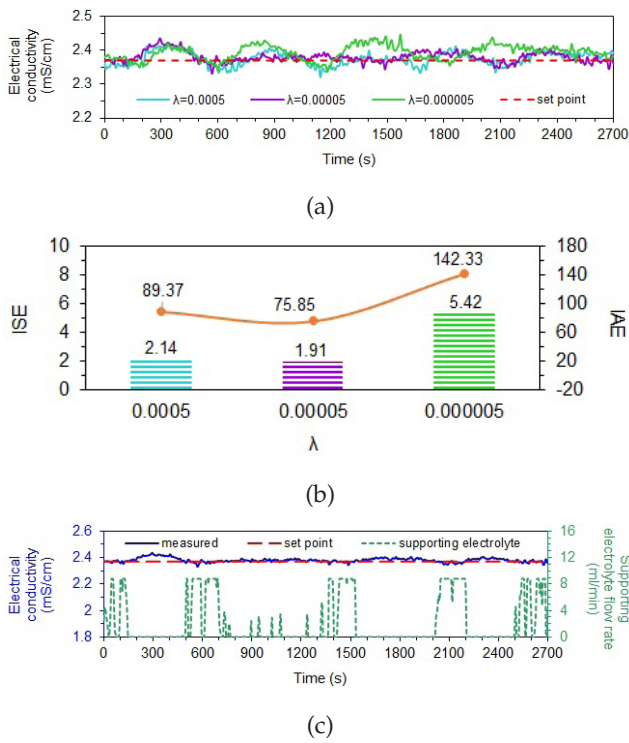 Electrical
conductivity
(mS/cm)
2.5
2.4
2.3
2.2
λ=0.0005 λ=0.00005 λ=0.000005 set point
0 300 600 900 1200 1500 1800 2100 2400 2700
Time (s)
(a)
ISE
10
8
6
4
2
0
89.37 75.85 142.33
2.14 1.91 5.42
180
140
100
60
20
-20
IAE
0.0005 0.00005 0.000005
λ
(b)
Electrical
conductivity
(mS/cm)
2.6
2.4
2.2
2
1.8
measured set point supporting electrolyte
16
12
8
4
0
Supporting
electrolyte flow rate
(ml/min)
0 300 600 900 1200 1500 1800 2100 2400 2700
Time (s)
(c)